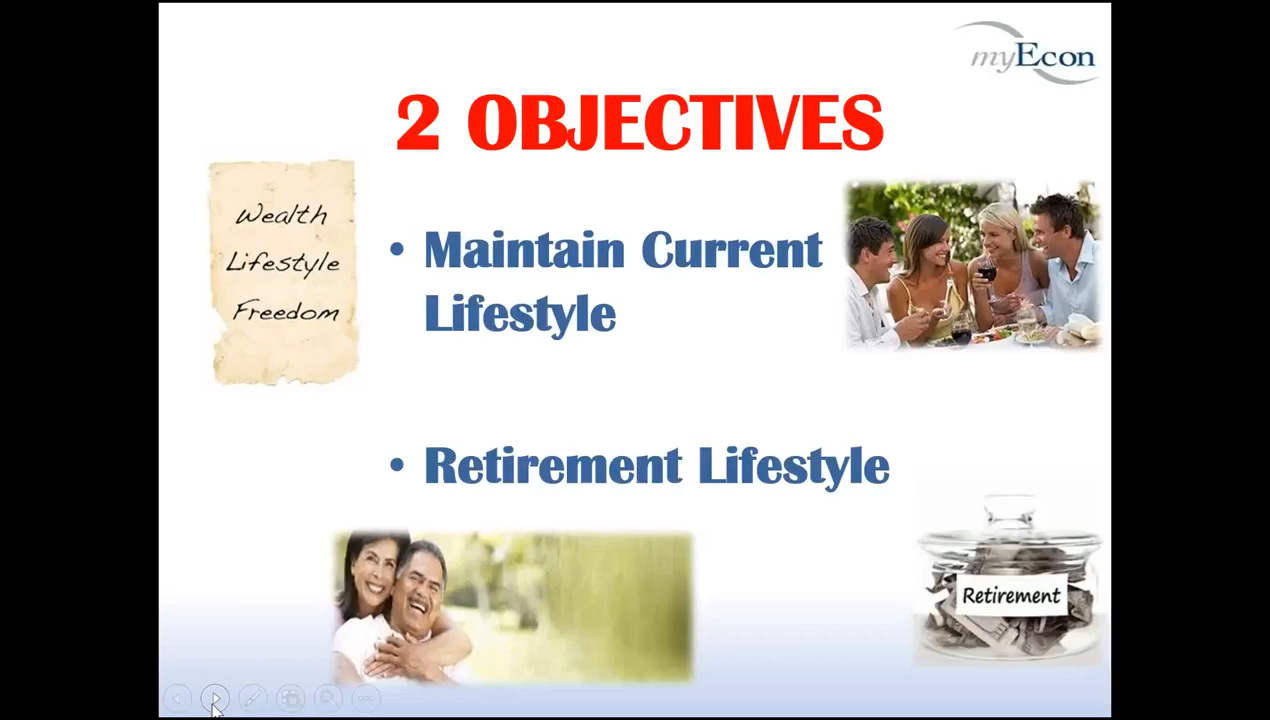 myEcon
2 OBJECTIVES
Wealth
Lifestyle
Freedom
• Maintain Current
Lifestyle
• Retirement Lifestyle
Retirement